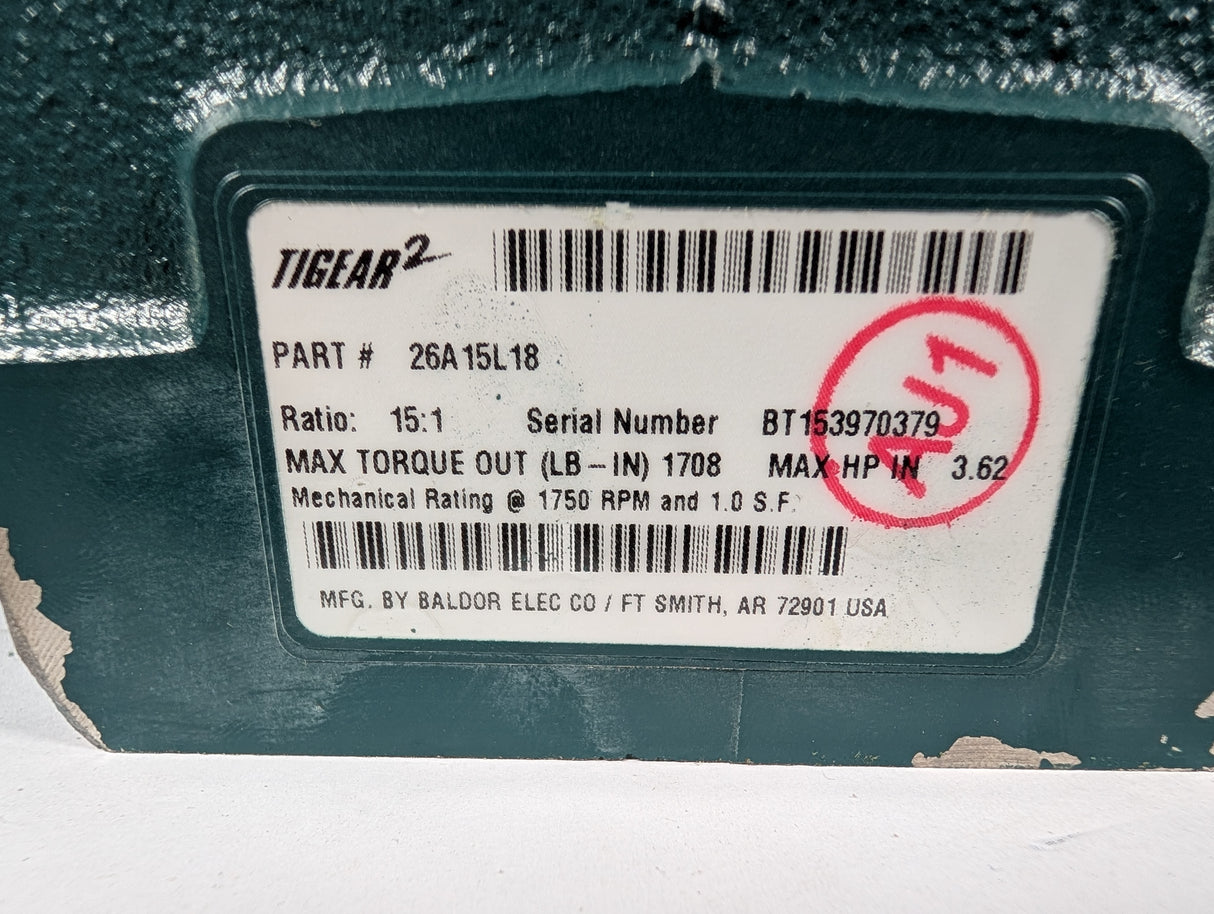 TIGEAR2
PART # 26A15L18
Ratio: 15:1 Serial Number BT153970379
MAX TORQUE OUT (LB-IN) 1708 MAX HP IN 3.62
Mechanical Rating @ 1750 RPM and 1.0 S.F.
MFG. BY BALDOR ELEC CO / FT SMITH, AR 72901 USA
AU1